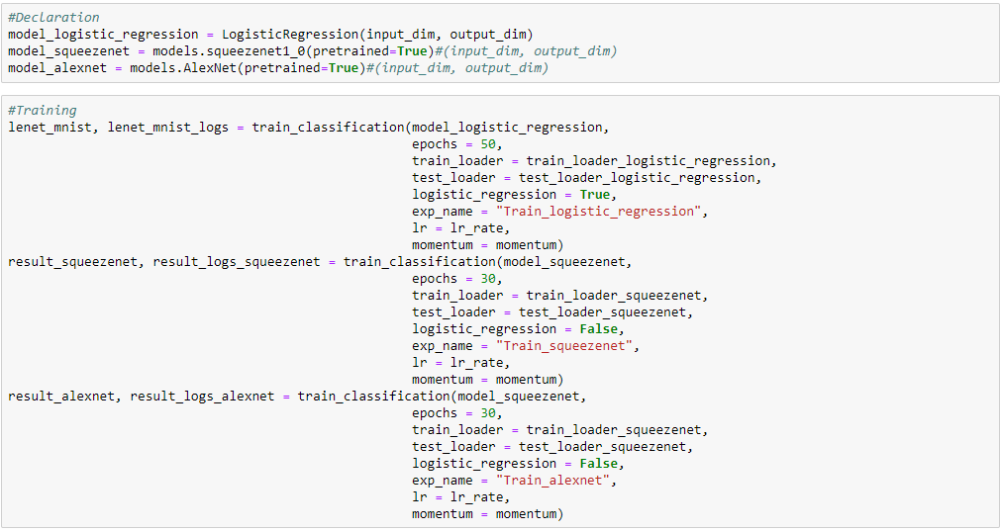 #Declaration
model_logistic_regression = LogisticRegression(input_dim, output_dim)
model_squeezenet = models.squeezenet1_0(pretrained=True)#(input_dim, output_dim)
model_alexnet = models.AlexNet(pretrained=True)#(input_dim, output_dim)
#Training
lenet_mnist, lenet_mnist_logs = train_classification(model_logistic_regression,
epochs = 50,
train_loader = train_loader_logistic_regression,
test_loader = test_loader_logistic_regression,
logistic_regression = True,
exp_name = "Train_logistic_regression",
lr = lr_rate,
momentum = momentum)
result_squeezenet, result_logs_squeezenet = train_classification(model_squeezenet,
epochs = 30,
train_loader = train_loader_squeezenet,
test_loader = test_loader_squeezenet,
logistic_regression = False,
exp_name = "Train_squeezenet",
lr = lr_rate,
momentum = momentum)
result_alexnet, result_logs_alexnet = train_classification(model_squeezenet,
epochs = 30,
train_loader = train_loader_squeezenet,
test_loader = test_loader_squeezenet,
logistic_regression = False,
exp_name = "Train_alexnet",
lr = lr_rate,
momentum = momentum)